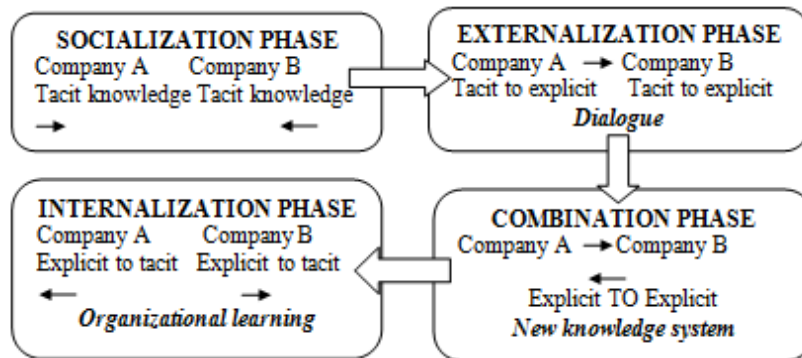 SOCIALIZATION PHASE
Company A Company B
Tacit knowledge Tacit knowledge
EXTERNALIZATION PHASE
Company A Company B
Tacit to explicit Tacit to explicit
Dialogue
INTERNALIZATION PHASE
Company A Company B
Explicit to tacit Explicit to tacit
Organizational learning
COMBINATION PHASE
Company A Company B
Explicit TO Explicit
New knowledge system